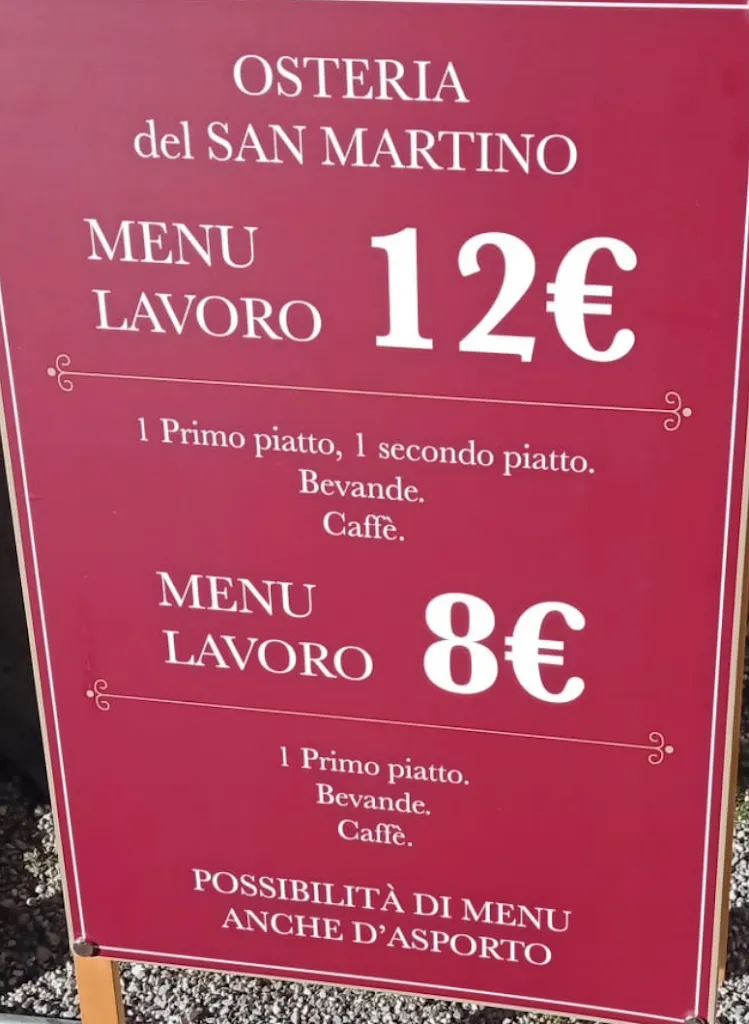 OSTERIA
del SAN MARTINO
MENU
LAVORO
12€
1 Primo piatto, 1 secondo piatto.
Bevande.
Caffè.
MENU
LAVORO
8€
1 Primo piatto.
Bevande.
Caffè.
POSSIBILITÀ DI MENU
ANCHE D'ASPORTO